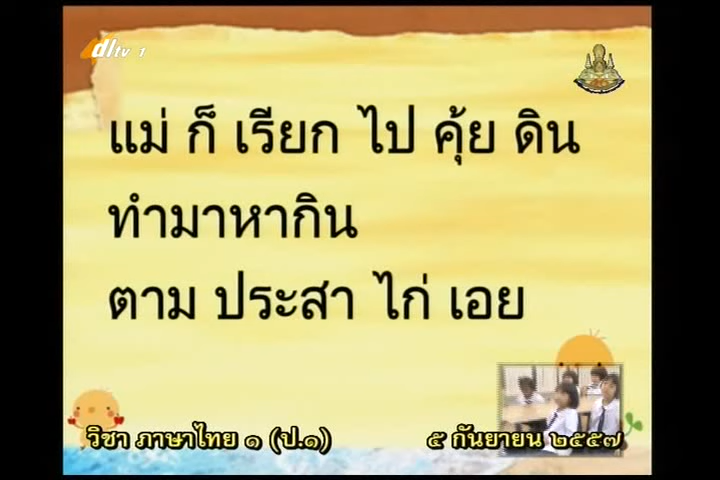 dltv 1
แม่ ก็ เรียก ไป คุ้ย ดิน
ทำมาหากิน
ตาม ประสา ไก่ เอย
วิชา ภาษาไทย ๑ (ป.๑)
๕ กันยายน ๒๕๕๗